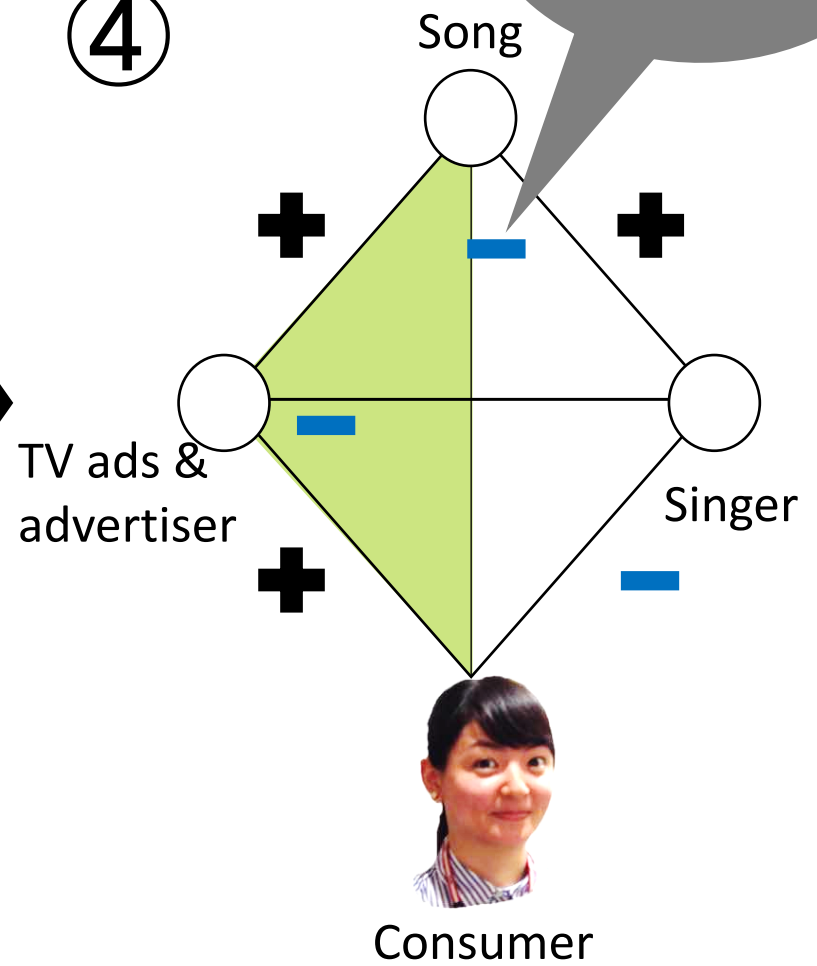 ④
Song
TV ads &
advertiser
Singer
Consumer